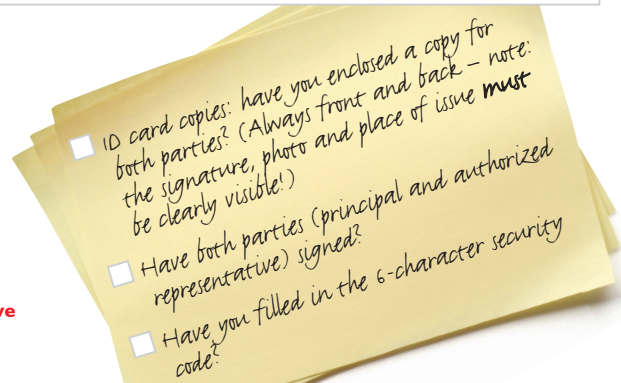 ID card copies: have you enclosed a copy for
both parties? (Always front and back – note:
the signature, photo and place of issue must
be clearly visible!)
Have both parties (principal and authorized
representative) signed?
Have you filled in the 6-character security
code?
ve